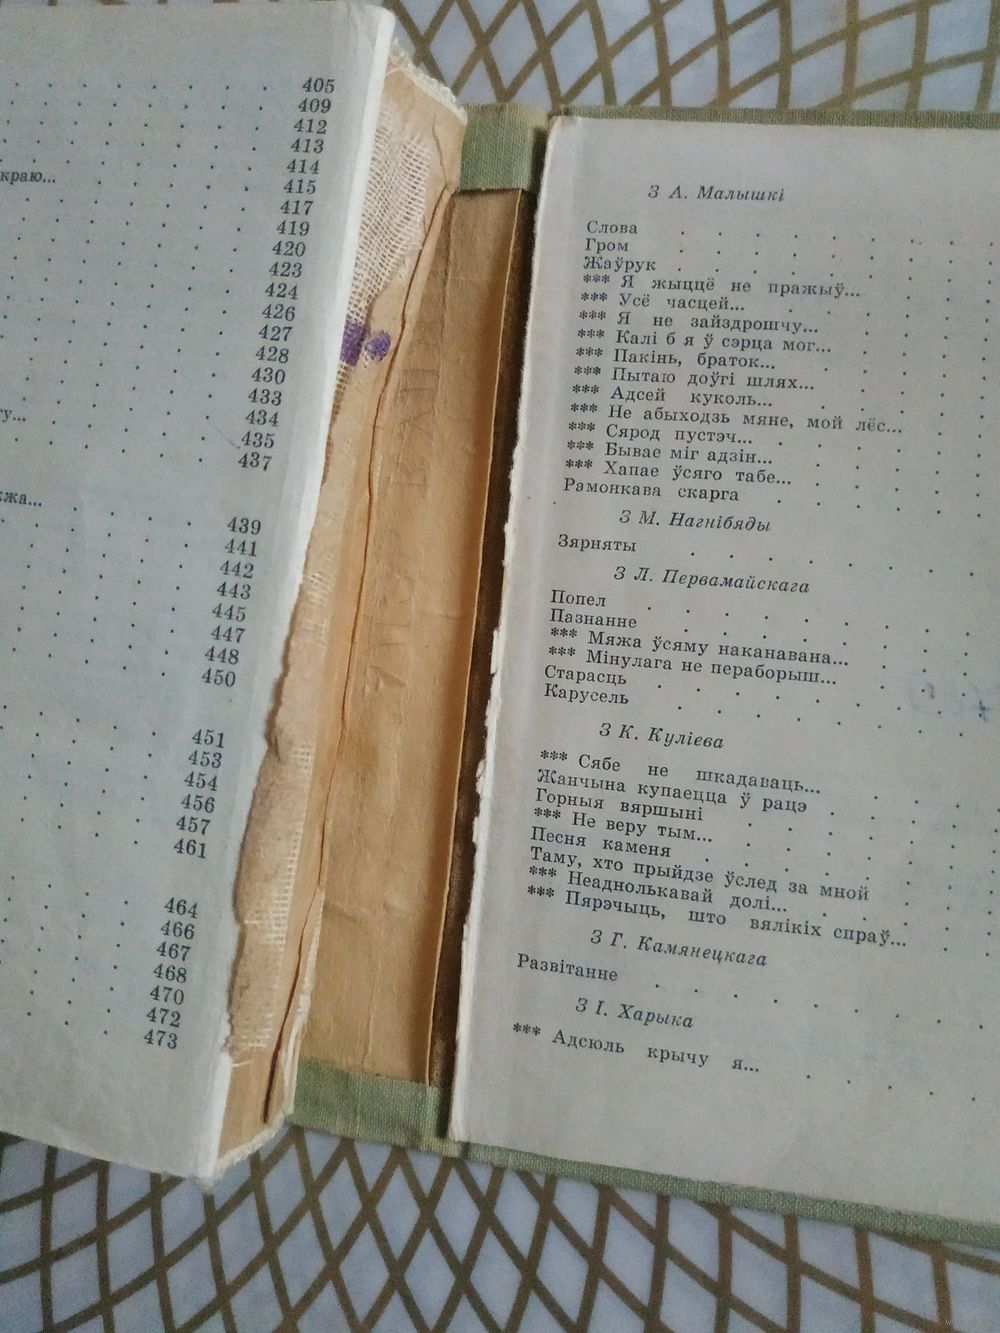 405
409
412
413
414
краю... 415
417
419
420
423
424
426
427
428
430
433
434
435
437
439
441
442
443
445
447
448
450
451
453
454
456
457
461
464
466
467
468
470
472
473
З А. Малышкі
Слова
Гром
Жаўрук
*** Я жыццё не пражыў...
*** Усё часцей...
*** Я не зайздрошчу...
*** Калі б я ў сэрца мог...
*** Пакінь, браток...
*** Пытаю доўгі шлях...
*** Адсей куколь...
*** Не абыходзь мяне, мой лёс...
*** Сярод пустэч...
*** Бывае міг адзін...
*** Хапае ўсяго табе...
Рамонкава скарга
З М. Нагнібяды
Зярняты
З Л. Первамайскага
Попел
Пазнанне
*** Мяжа ўсяму наканавана...
*** Мінулага не пераборыш...
Старасць
Карусель
З К. Куліева
*** Сябе не шкадаваць...
Жанчына купаецца ў рацэ
Горныя вяршыні
*** Не веру тым...
Песня каменя
Таму, хто прыйдзе ўслед за мной
*** Неаднолькавай долі...
*** Пярэчыць, што вялікіх спраў...
З Г. Камянецкага
Развітанне
З І. Харыка
*** Адсюль крычу я...